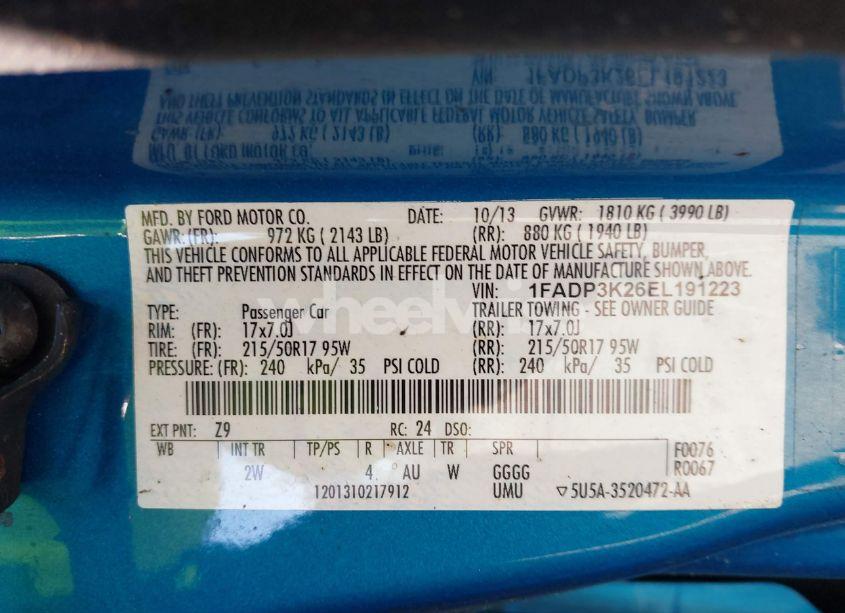 MFD. BY FORD MOTOR CO. DATE: 10/13 GVWR: 1810 KG ( 3990 LB)
GAWR: (FR): 972 KG ( 2143 LB) (RR): 880 KG ( 1940 LB)
THIS VEHICLE CONFORMS TO ALL APPLICABLE FEDERAL MOTOR VEHICLE SAFETY, BUMPER,
AND THEFT PREVENTION STANDARDS IN EFFECT ON THE DATE OF MANUFACTURE SHOWN ABOVE.
VIN: 1FADP3K26EL191223
TYPE: Passenger Car TRAILER TOWING - SEE OWNER GUIDE
RIM: (FR): 17x7.0J (RR): 17x7.0J
TIRE: (FR): 215/50R17 95W (RR): 215/50R17 95W
PRESSURE: (FR): 240 kPa/ 35 PSI COLD (RR): 240 kPa/ 35 PSI COLD
EXT PNT: Z9 RC: 24 DSO:
WB INT TR TP/PS R AXLE TR SPR F0076
2W 4 AU W GGGG R0067
1201310217912 UMU ▽5U5A-3520472-AA